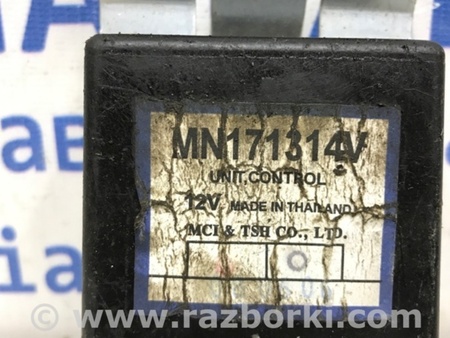 MN171314V
UNIT,CONTROL
12V MADE IN THAILAND
MCI & TSH CO., LTD.
www.razborki.com